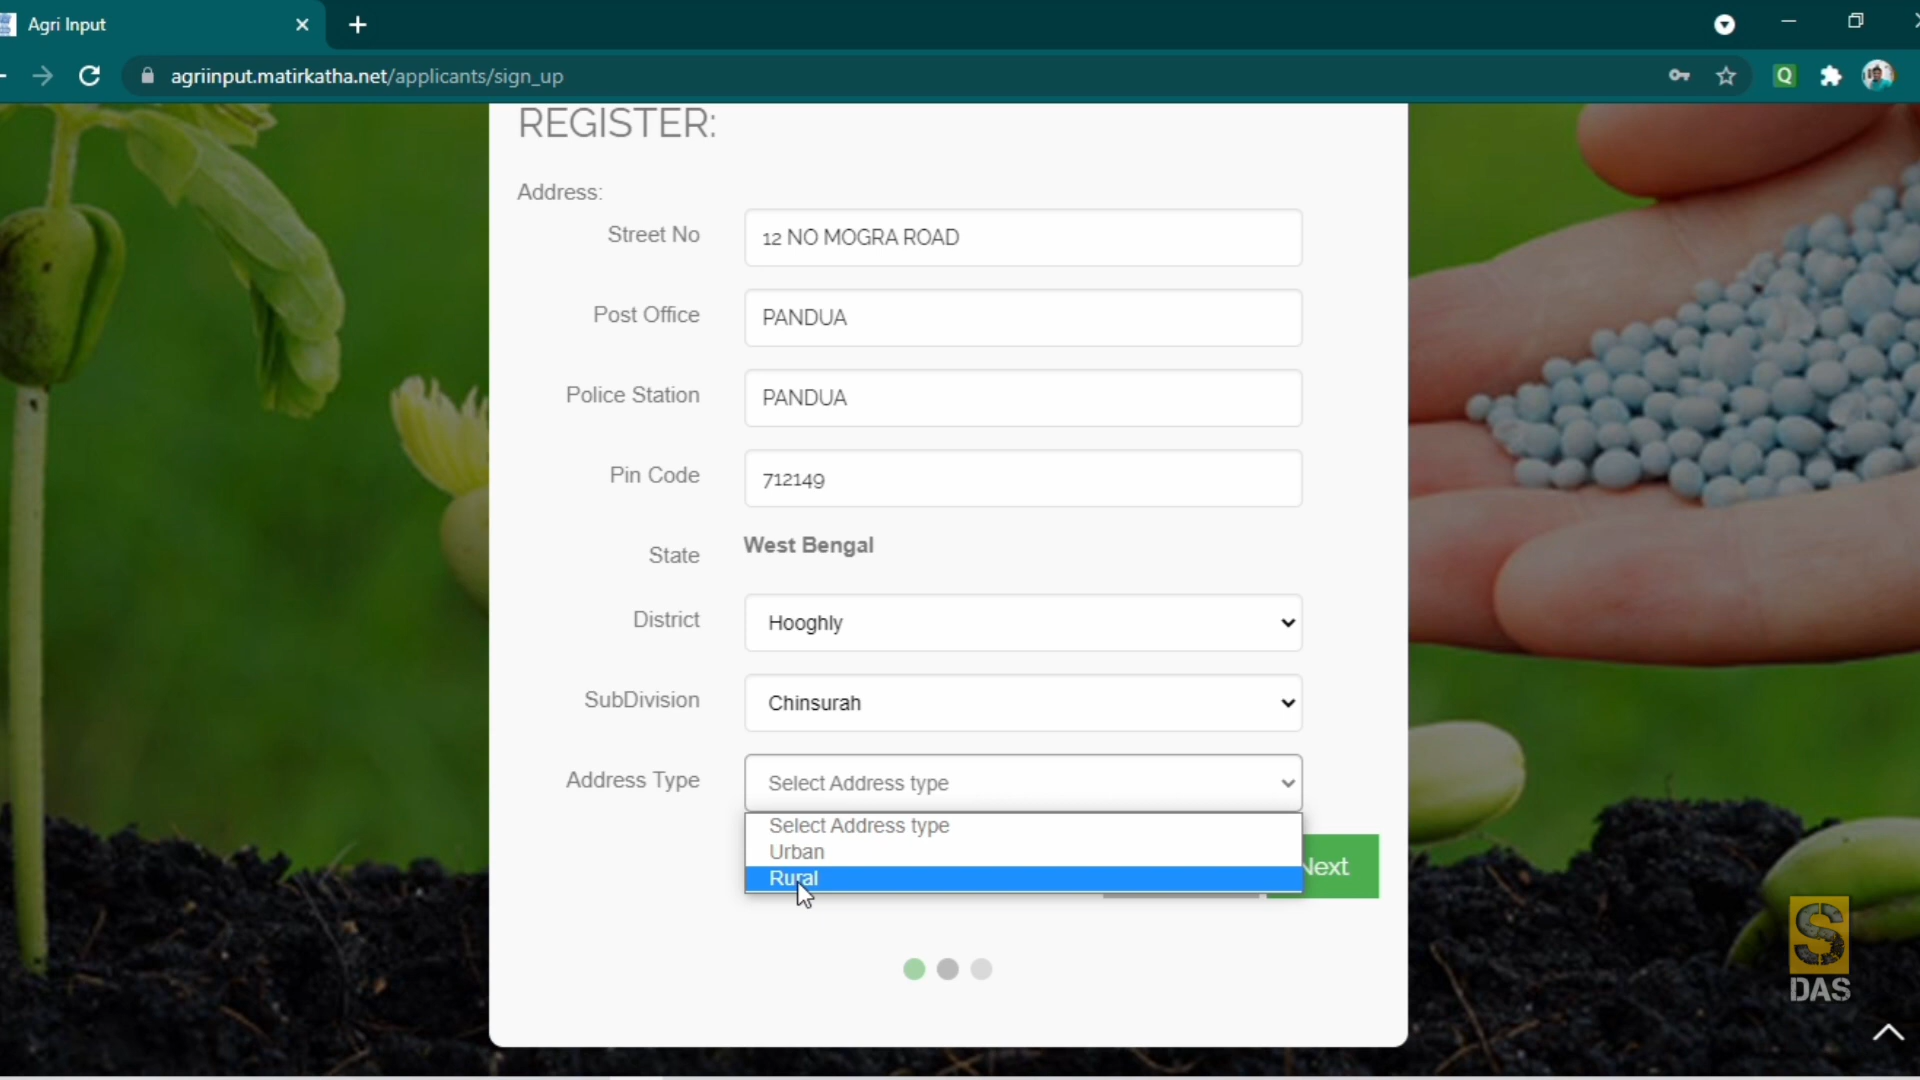 Agri Input
agriinput.matirkatha.net/applicants/sign_up
REGISTER:
Address:
Street No
12 NO MOGRA ROAD
Post Office
PANDUA
Police Station
PANDUA
Pin Code
712149
State
West Bengal
District
Hooghly
SubDivision
Chinsurah
Address Type
Select Address type
Select Address type
Urban
Rural
Next
S
DAS